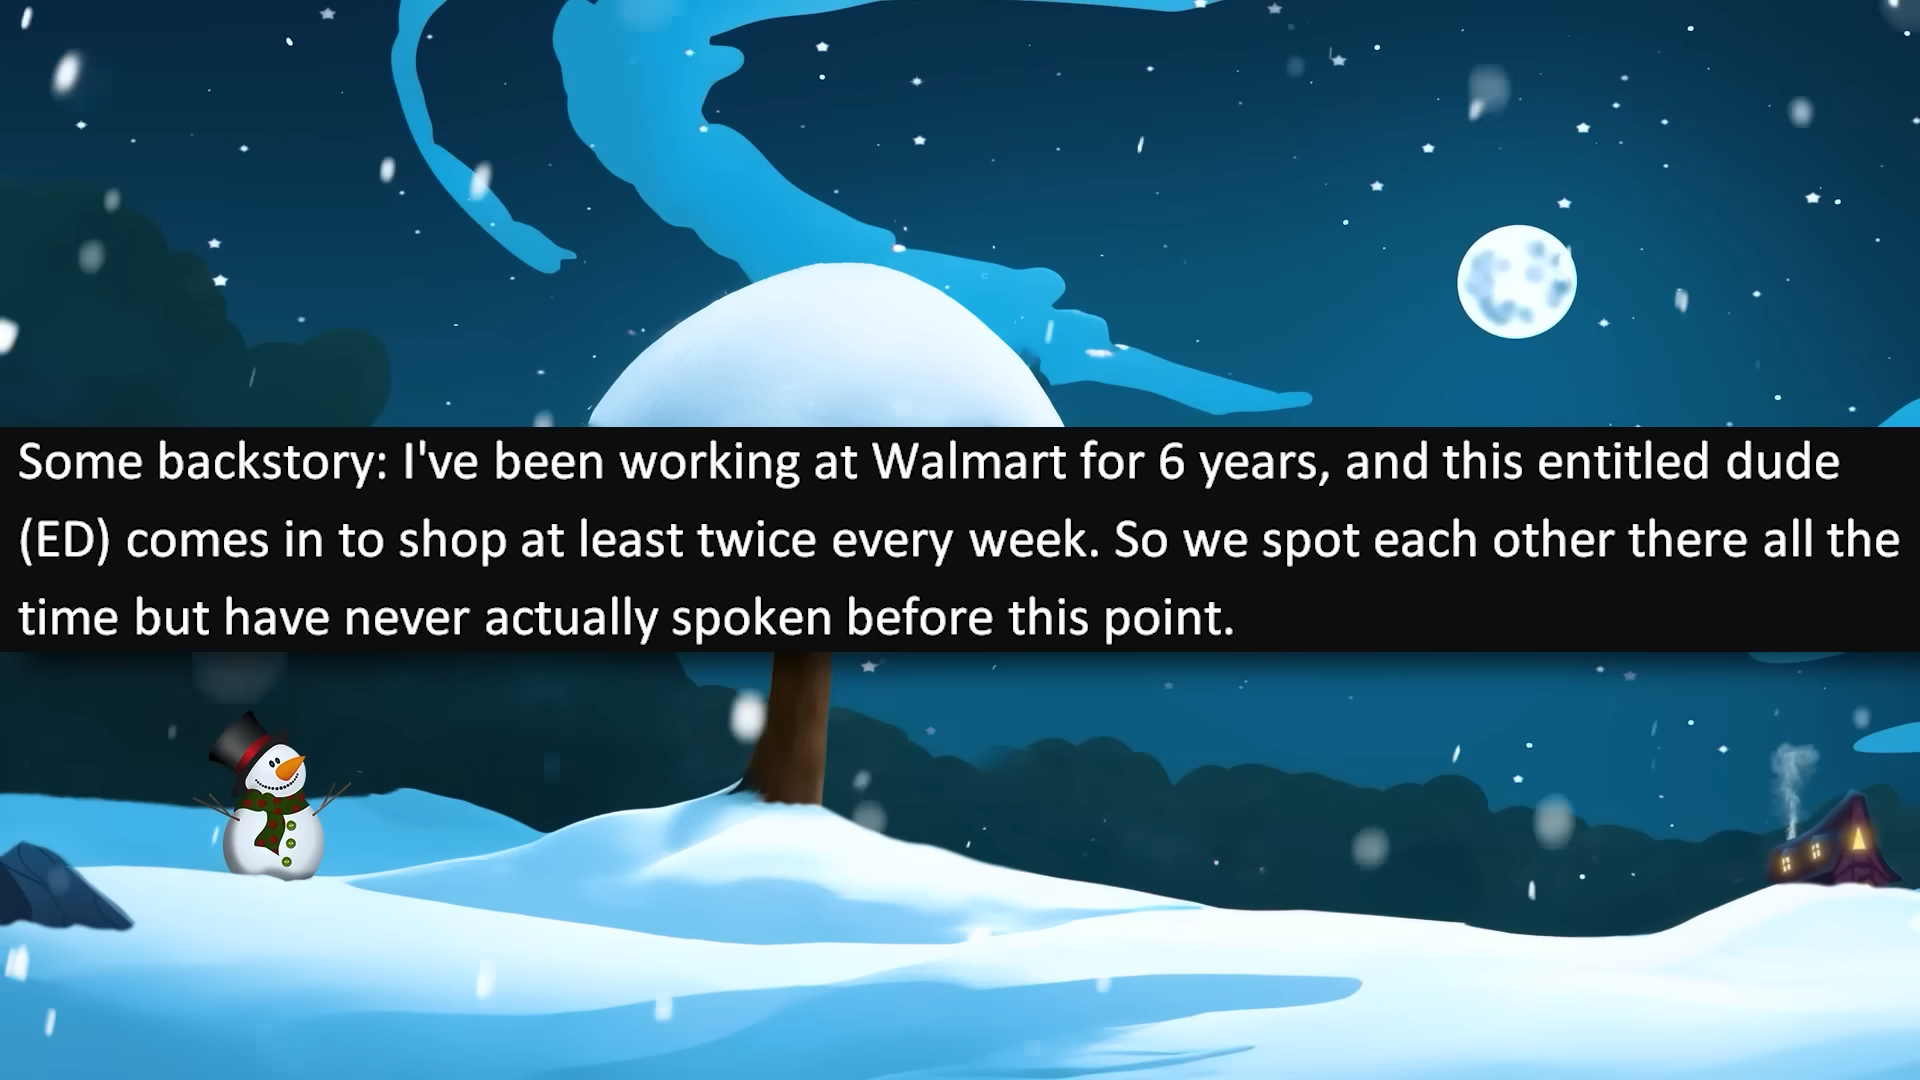 Some backstory: I've been working at Walmart for 6 years, and this entitled dude
(ED) comes in to shop at least twice every week. So we spot each other there all the
time but have never actually spoken before this point.